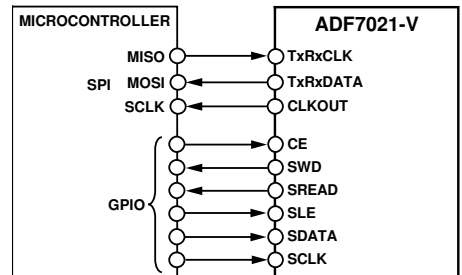 MICROCONTROLLER ADF7021-V
MISO TxRxCLK
SPI MOSI TxRxDATA
SCLK CLKOUT
CE
SWD
SREAD
GPIO SLE
SDATA
SCLK